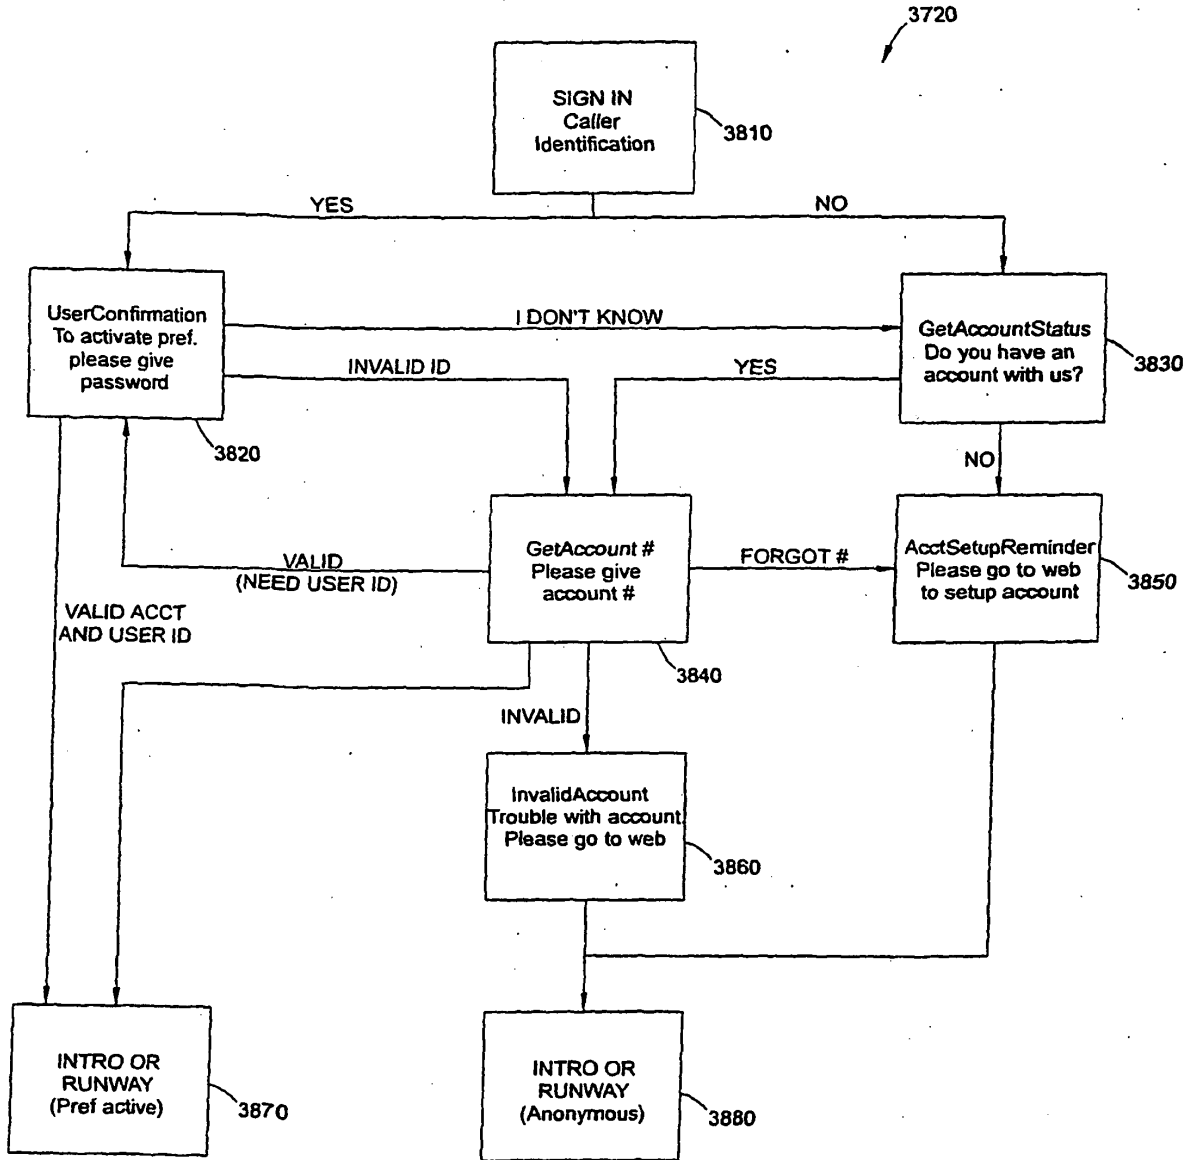 3720
SIGN IN
Caller
Identification
3810
YES
NO
UserConfirmation
To activate pref.
please give
password
3820
I DON'T KNOW
GetAccountStatus
Do you have an
account with us?
3830
INVALID ID
YES
NO
GetAccount #
Please give
account #
3840
VALID
(NEED USER ID)
FORGOT #
AcctSetupReminder
Please go to web
to setup account
3850
VALID ACCT
AND USER ID
INVALID
InvalidAccount
Trouble with account.
Please go to web
3860
INTRO OR
RUNWAY
(Pref active)
3870
INTRO OR
RUNWAY
(Anonymous)
3880